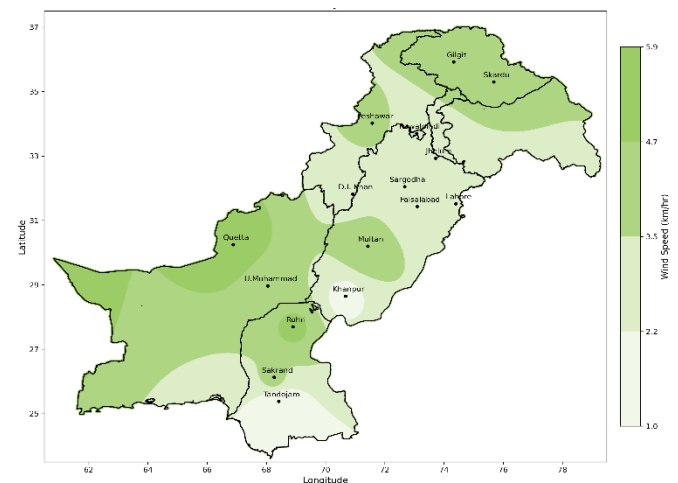 37
35
33
31
29
27
25
Latitude
62
64
66
68
70
72
74
76
78
Longitude
Gilgit
Skardu
Peshawar
Rawalpindi
Jhelum
D.I. Khan
Sargodha
Faisalabad
Lahore
Multan
Quetta
U.Muhammad
Khanpur
Rohri
Sakrand
Tandojam
5.9
4.7
3.5
2.2
1.0
Wind Speed (km/hr)